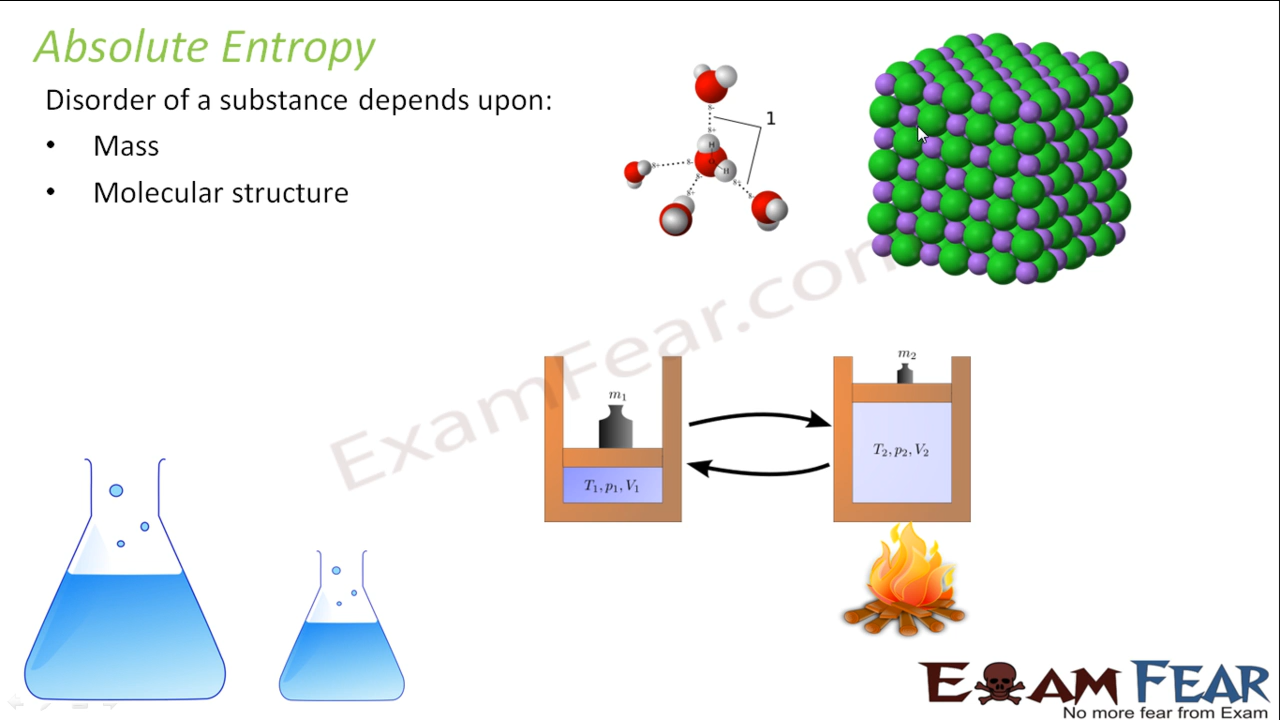 Absolute Entropy
Disorder of a substance depends upon:
• Mass
• Molecular structure
1
δ-
δ+
H
H
δ+
δ-
δ-
δ+
δ+
δ-
ExamFear.com
m₁
m₂
T₁, p₁, V₁
T₂, p₂, V₂
EXAM FEAR
No more fear from Exam